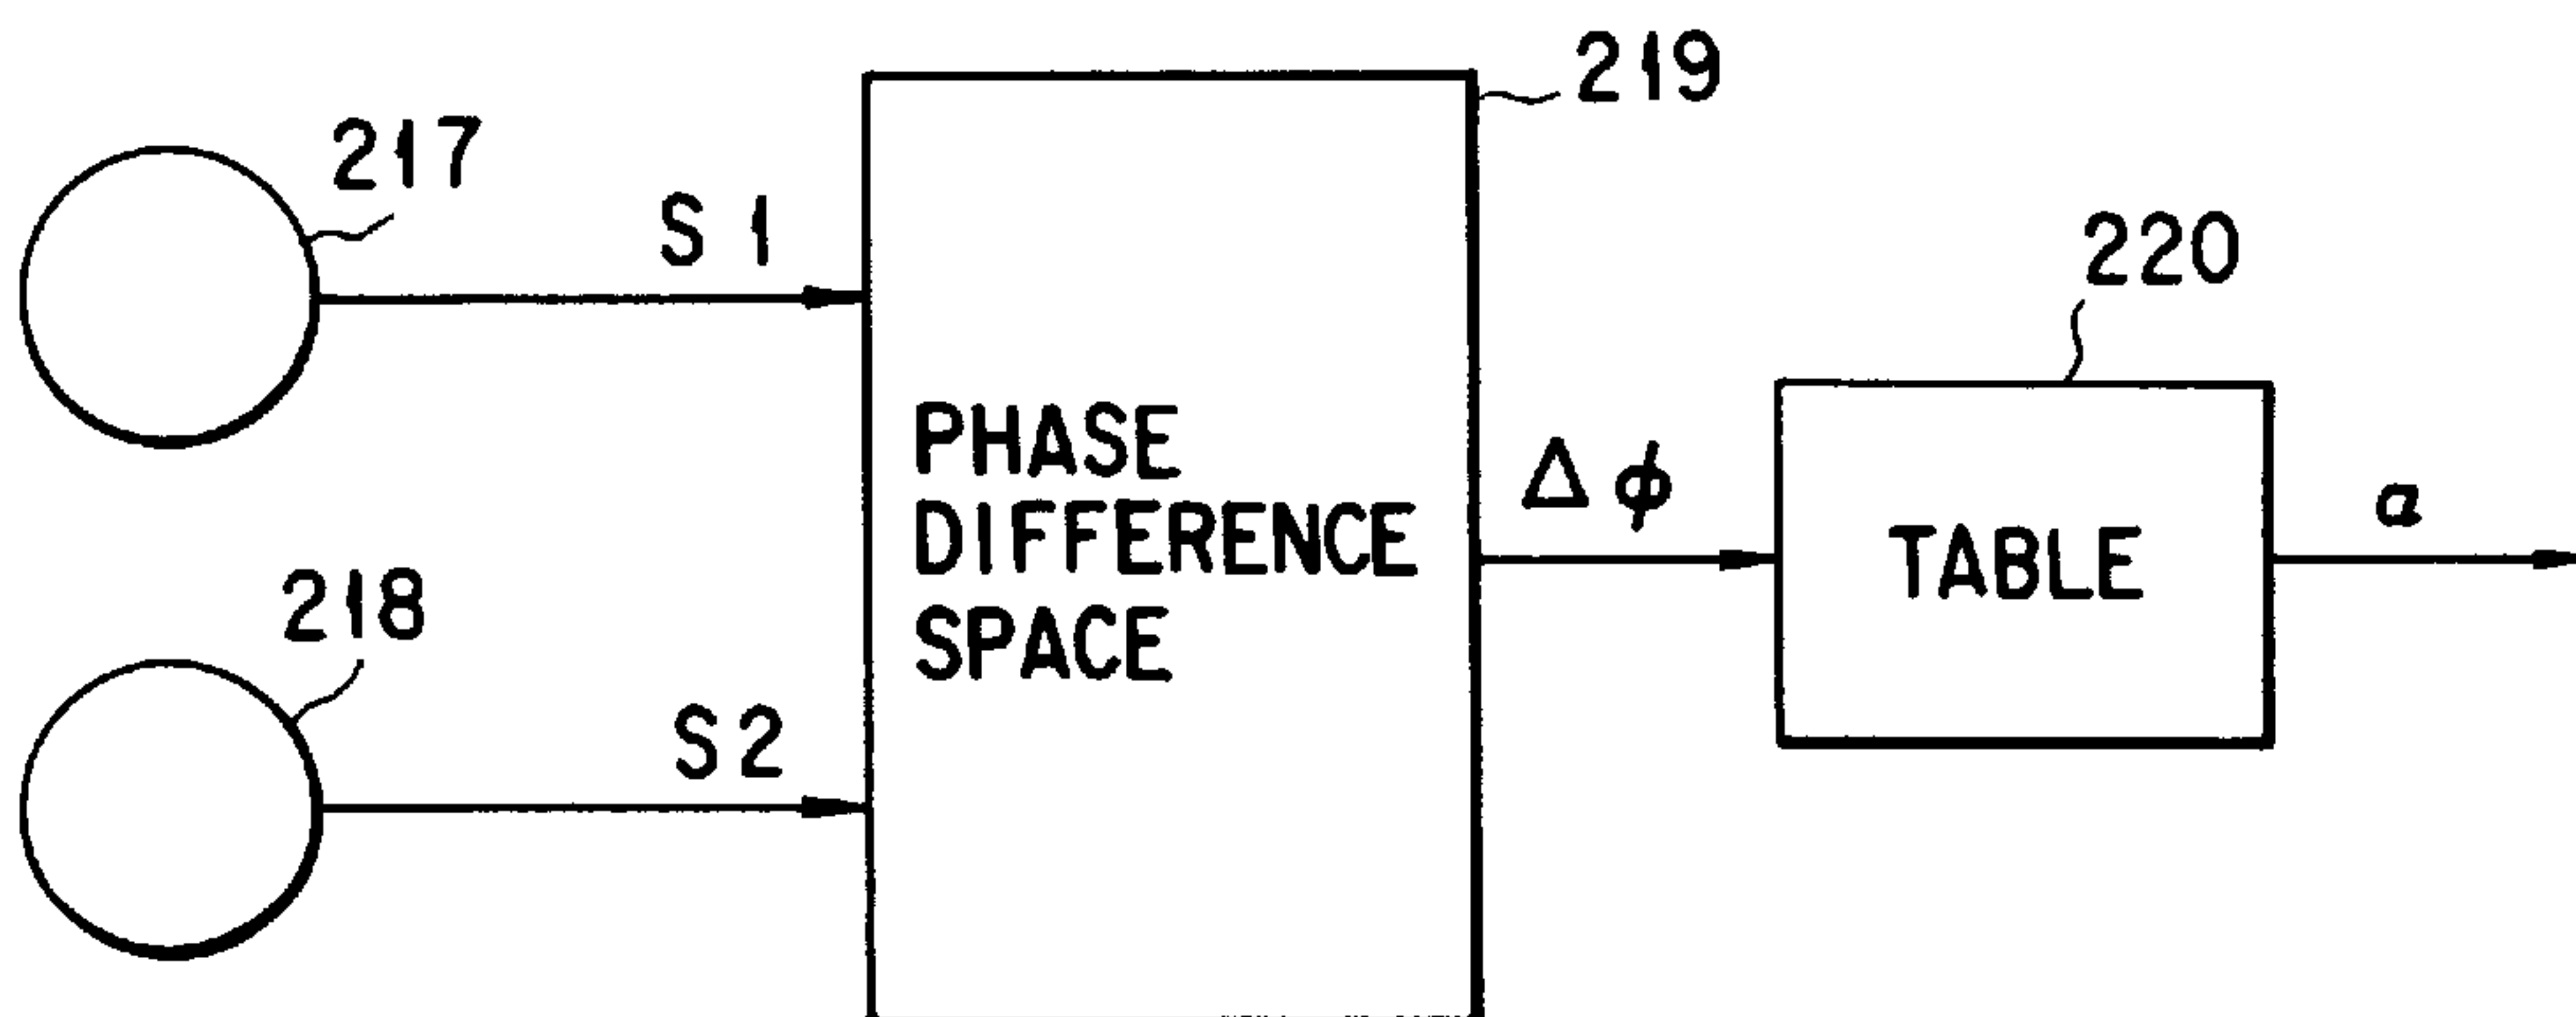 219
217
S1
220
PHASE
DIFFERENCE
SPACE
Δϕ
TABLE
a
218
S2